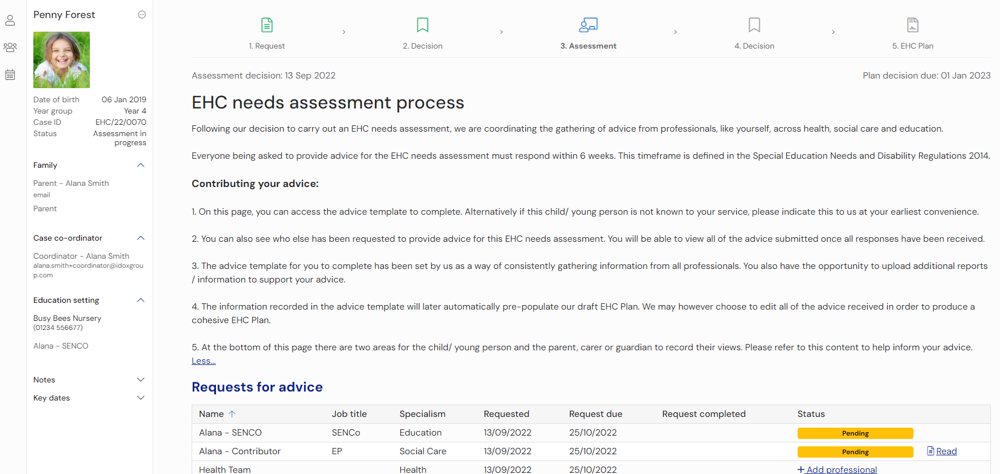 Penny Forest
Date of birth 06 Jan 2019
Year group Year 4
Case ID EHC/22/0070
Status Assessment in
progress
Family
Parent - Alana Smith
email
Parent
Case co-ordinator
Coordinator - Alana Smith
alana.smith+coordinator@idoxgrou
p.com
Education setting
Busy Bees Nursery
(01234 556677)
Alana - SENCO
Notes
Key dates
1. Request
2. Decision
3. Assessment
4. Decision
5. EHC Plan
Assessment decision: 13 Sep 2022
Plan decision due: 01 Jan 2023
EHC needs assessment process
Following our decision to carry out an EHC needs assessment, we are coordinating the gathering of advice from professionals, like yourself, across health, social care and education.
Everyone being asked to provide advice for the EHC needs assessment must respond within 6 weeks. This timeframe is defined in the Special Education Needs and Disability Regulations 2014.
Contributing your advice:
1. On this page, you can access the advice template to complete. Alternatively if this child/ young person is not known to your service, please indicate this to us at your earliest convenience.
2. You can also see who else has been requested to provide advice for this EHC needs assessment. You will be able to view all of the advice submitted once all responses have been received.
3. The advice template for you to complete has been set by us as a way of consistently gathering information from all professionals. You also have the opportunity to upload additional reports
/ information to support your advice.
4. The information recorded in the advice template will later automatically pre-populate our draft EHC Plan. We may however choose to edit all of the advice received in order to produce a
cohesive EHC Plan.
5. At the bottom of this page there are two areas for the child/ young person and the parent, carer or guardian to record their views. Please refer to this content to help inform your advice.
Less...
Requests for advice
Name Job title Specialism Requested Request due Request completed Status
Alana - SENCO SENCo Education 13/09/2022 25/10/2022 Pending
Alana - Contributor EP Social Care 13/09/2022 25/10/2022 Pending Read
Health Team Health 13/09/2022 25/10/2022 + Add professional